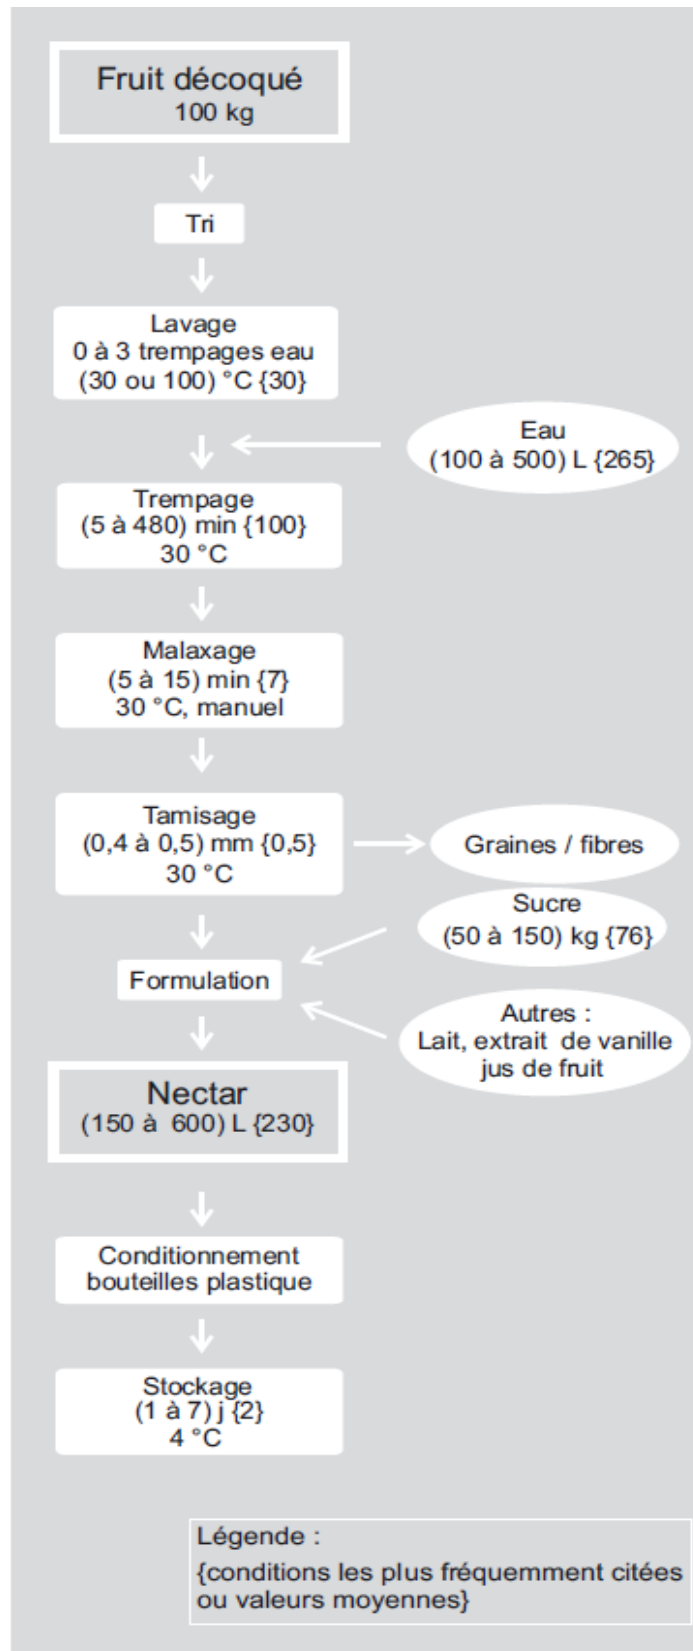 Fruit décoqué
100 kg
Tri
Lavage
0 à 3 trempages eau
(30 ou 100) °C {30}
Eau
(100 à 500) L {265}
Trempage
(5 à 480) min {100}
30 °C
Malaxage
(5 à 15) min {7}
30 °C, manuel
Tamisage
(0,4 à 0,5) mm {0,5}
30 °C
Graines / fibres
Sucre
(50 à 150) kg {76}
Formulation
Autres :
Lait, extrait de vanille
jus de fruit
Nectar
(150 à 600) L {230}
Conditionnement
bouteilles plastique
Stockage
(1 à 7) j {2}
4 °C
Légende :
{conditions les plus fréquemment citées
ou valeurs moyennes}